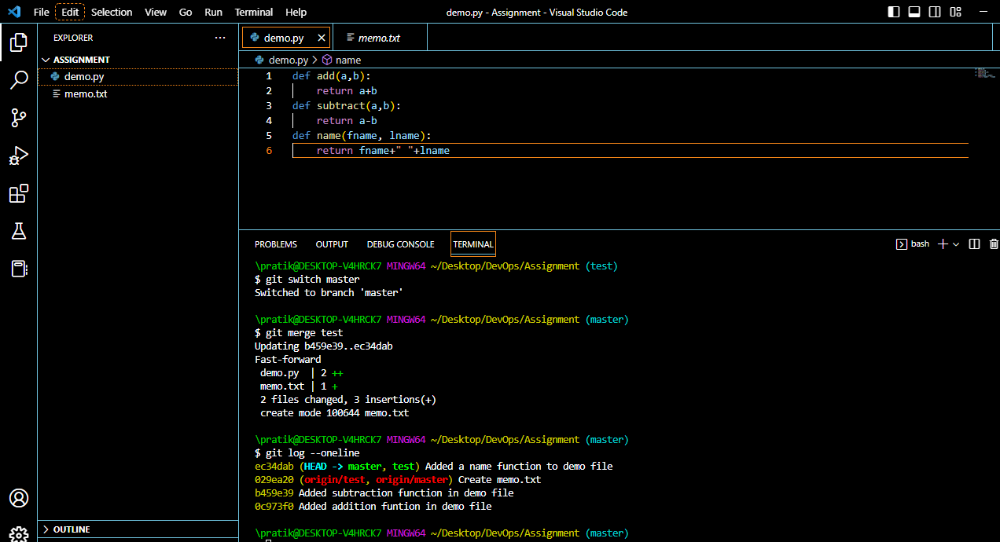 File Edit Selection View Go Run Terminal Help
demo.py - Assignment - Visual Studio Code
EXPLORER
ASSIGNMENT
demo.py
memo.txt
OUTLINE
demo.py memo.txt
demo.py > name
1 def add(a,b):
2 return a+b
3 def subtract(a,b):
4 return a-b
5 def name(fname, lname):
6 return fname+" "+lname
PROBLEMS OUTPUT DEBUG CONSOLE TERMINAL
bash
\pratik@DESKTOP-V4HRCK7 MINGW64 ~/Desktop/DevOps/Assignment (test)
$ git switch master
Switched to branch 'master'
\pratik@DESKTOP-V4HRCK7 MINGW64 ~/Desktop/DevOps/Assignment (master)
$ git merge test
Updating b459e39..ec34dab
Fast-forward
demo.py | 2 ++
memo.txt | 1 +
2 files changed, 3 insertions(+)
create mode 100644 memo.txt
\pratik@DESKTOP-V4HRCK7 MINGW64 ~/Desktop/DevOps/Assignment (master)
$ git log --oneline
ec34dab (HEAD -> master, test) Added a name function to demo file
029ea20 (origin/test, origin/master) Create memo.txt
b459e39 Added subtraction function in demo file
0c973f0 Added addition funtion in demo file
\pratik@DESKTOP-V4HRCK7 MINGW64 ~/Desktop/DevOps/Assignment (master)